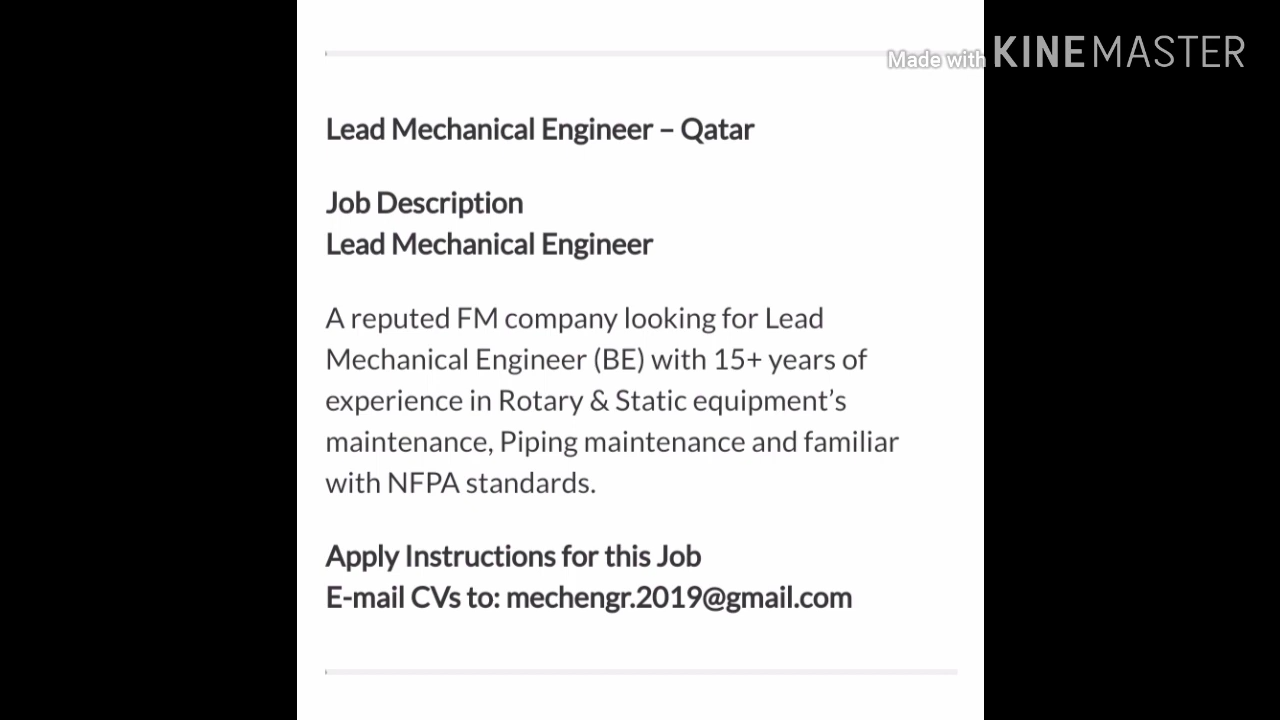 Made with KINEMASTER
Lead Mechanical Engineer – Qatar
Job Description
Lead Mechanical Engineer
A reputed FM company looking for Lead
Mechanical Engineer (BE) with 15+ years of
experience in Rotary & Static equipment’s
maintenance, Piping maintenance and familiar
with NFPA standards.
Apply Instructions for this Job
E-mail CVs to: mechengr.2019@gmail.com